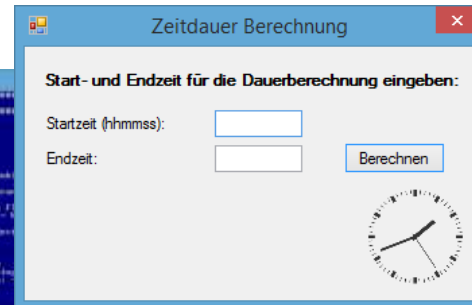 Zeitdauer Berechnung
Start- und Endzeit für die Dauerberechnung eingeben:
Startzeit (hhmmss):
Endzeit:
Berechnen